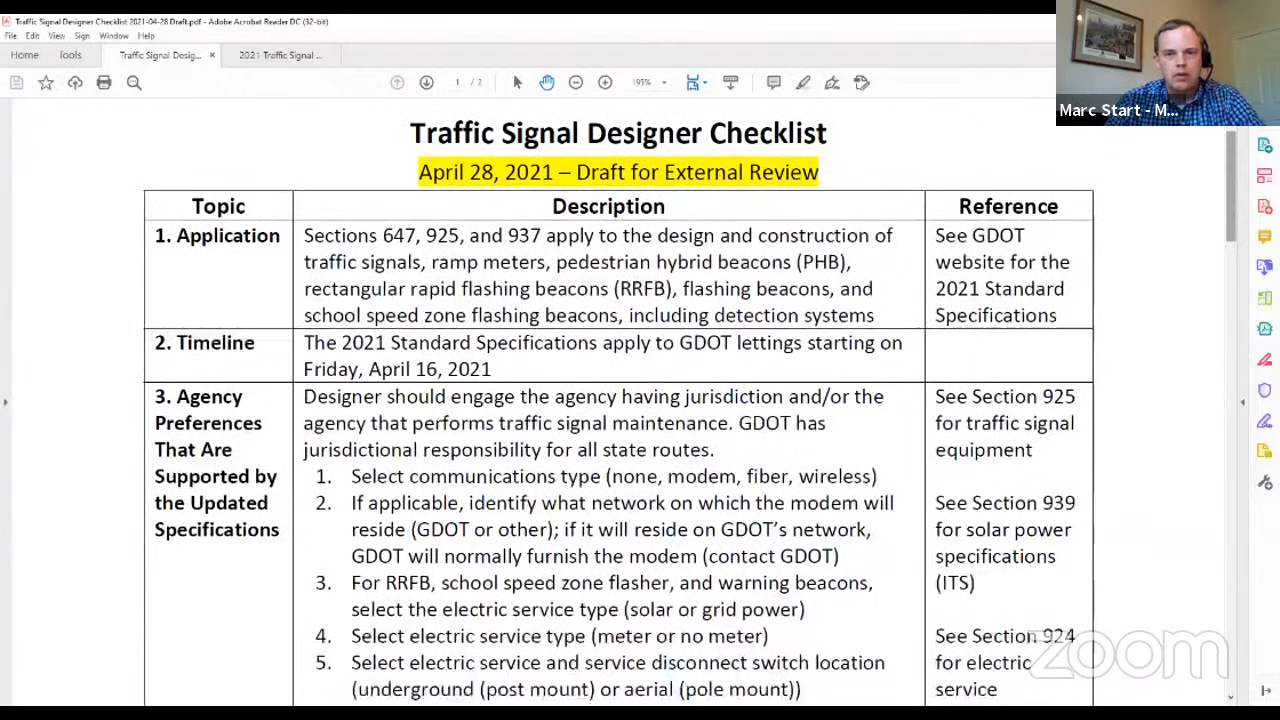 Traffic Signal Designer Checklist 2021-04-28 Draft.pdf - Adobe Acrobat Reader DC (32-bit)
File Edit View Sign Window Help
Home Tools Traffic Signal Desig... × 2021 Traffic Signal ...
1 / 2 195%
Marc Start - M...
Traffic Signal Designer Checklist
April 28, 2021 – Draft for External Review
Topic Description Reference
1. Application Sections 647, 925, and 937 apply to the design and construction of See GDOT
traffic signals, ramp meters, pedestrian hybrid beacons (PHB), website for the
rectangular rapid flashing beacons (RRFB), flashing beacons, and 2021 Standard
school speed zone flashing beacons, including detection systems Specifications
2. Timeline The 2021 Standard Specifications apply to GDOT lettings starting on
Friday, April 16, 2021
3. Agency Designer should engage the agency having jurisdiction and/or the See Section 925
Preferences agency that performs traffic signal maintenance. GDOT has for traffic signal
That Are jurisdictional responsibility for all state routes. equipment
Supported by 1. Select communications type (none, modem, fiber, wireless)
the Updated 2. If applicable, identify what network on which the modem will See Section 939
Specifications reside (GDOT or other); if it will reside on GDOT's network, for solar power
GDOT will normally furnish the modem (contact GDOT) specifications
3. For RRFB, school speed zone flasher, and warning beacons, (ITS)
select the electric service type (solar or grid power)
4. Select electric service type (meter or no meter) See Section 924
5. Select electric service and service disconnect switch location for electric
(underground (post mount) or aerial (pole mount)) service
zoom